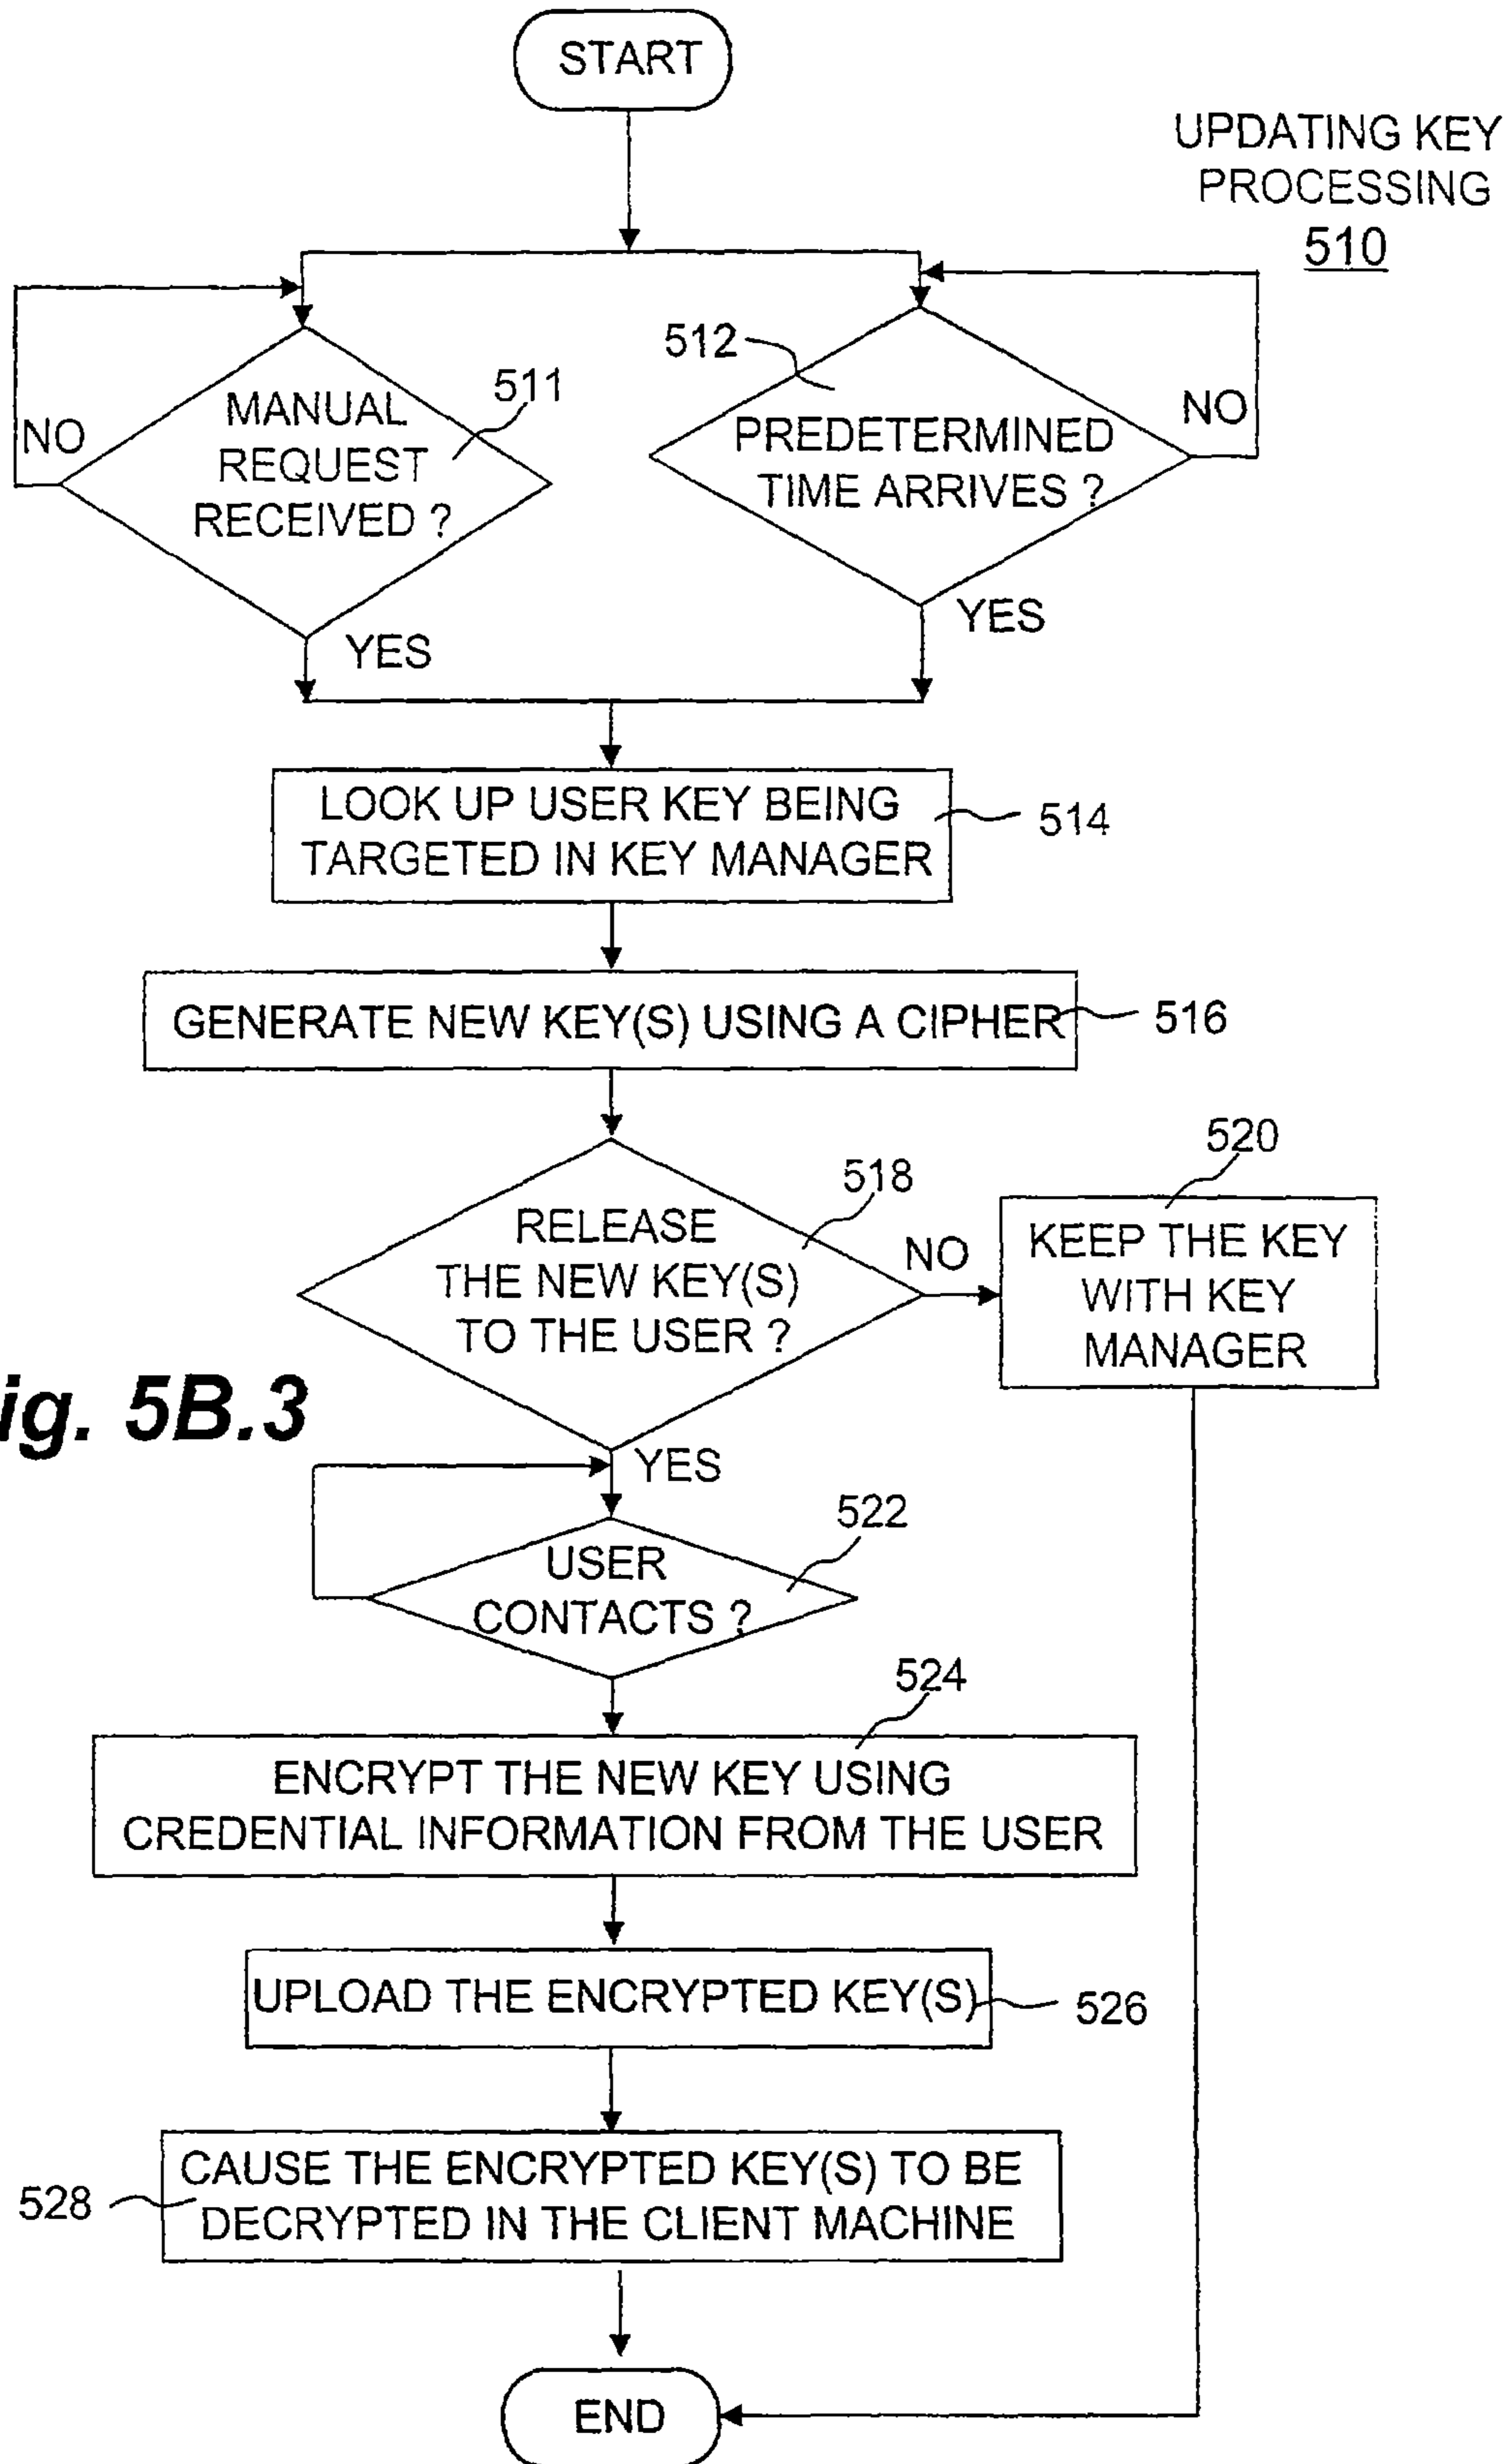 START
UPDATING KEY
PROCESSING
510
512
511
NO
MANUAL
REQUEST
RECEIVED ?
PREDETERMINED
TIME ARRIVES ?
NO
YES
YES
LOOK UP USER KEY BEING
TARGETED IN KEY MANAGER
514
GENERATE NEW KEY(S) USING A CIPHER
516
520
518
RELEASE
THE NEW KEY(S)
TO THE USER ?
NO
KEEP THE KEY
WITH KEY
MANAGER
ig. 5B.3
YES
522
USER
CONTACTS ?
524
ENCRYPT THE NEW KEY USING
CREDENTIAL INFORMATION FROM THE USER
UPLOAD THE ENCRYPTED KEY(S)
526
CAUSE THE ENCRYPTED KEY(S) TO BE
DECRYPTED IN THE CLIENT MACHINE
528
END